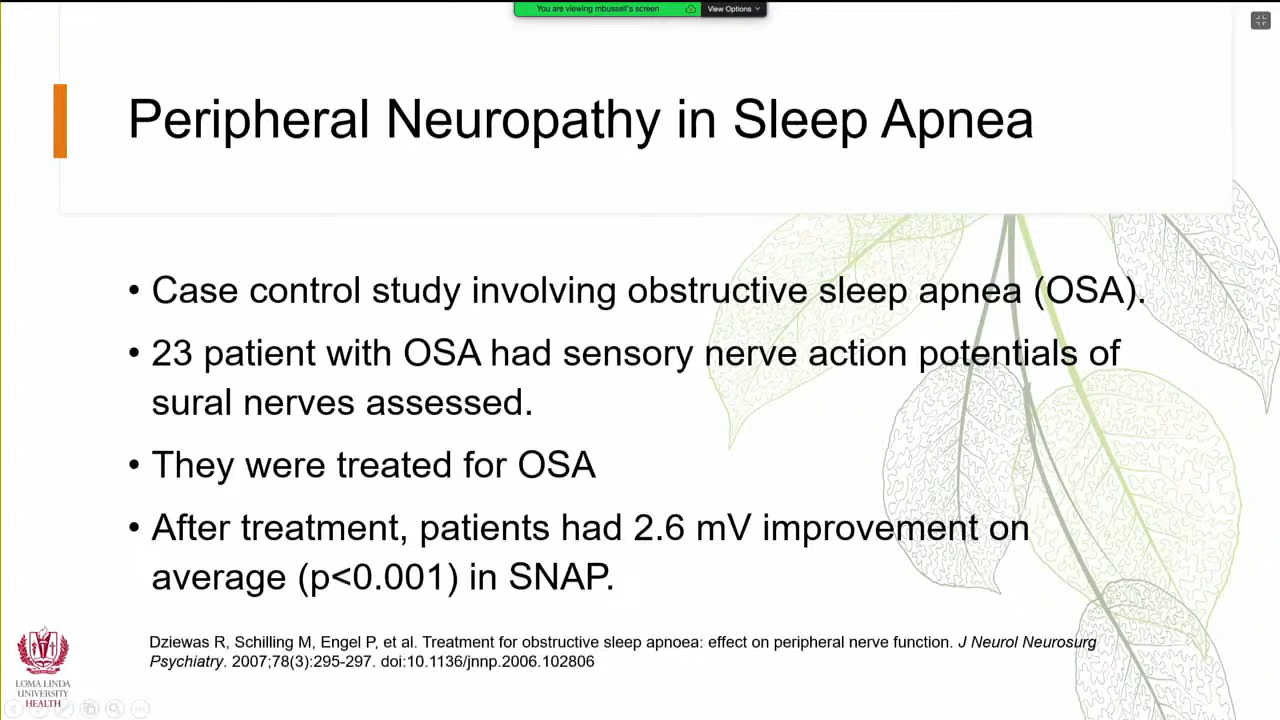 You are viewing mbussell's screen
View Options
Peripheral Neuropathy in Sleep Apnea
• Case control study involving obstructive sleep apnea (OSA).
• 23 patient with OSA had sensory nerve action potentials of
sural nerves assessed.
• They were treated for OSA
• After treatment, patients had 2.6 mV improvement on
average (p<0.001) in SNAP.
Dziewas R, Schilling M, Engel P, et al. Treatment for obstructive sleep apnoea: effect on peripheral nerve function. J Neurol Neurosurg
Psychiatry. 2007;78(3):295-297. doi:10.1136/jnnp.2006.102806
LOMA LINDA
UNIVERSITY
HEALTH